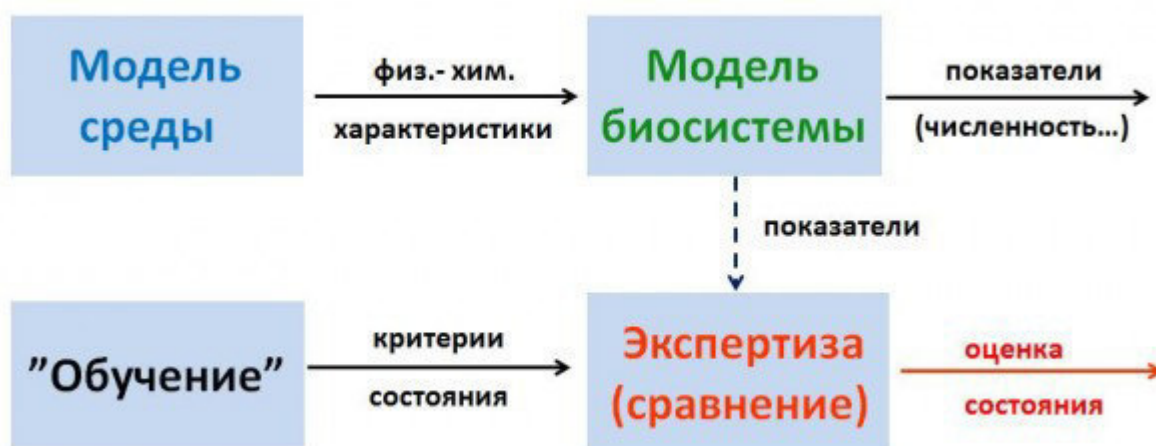 Модель
среды
физ.- хим.
характеристики
Модель
биосистемы
показатели
(численность...)
показатели
"Обучение"
критерии
состояния
Экспертиза
(сравнение)
оценка
состояния